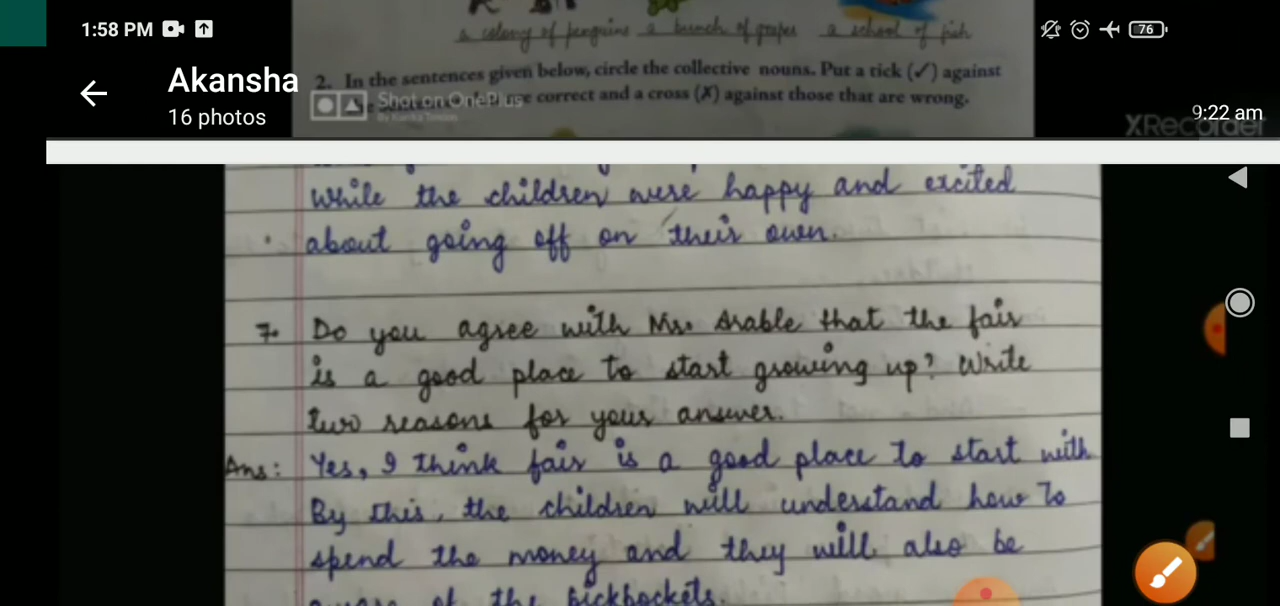 1:58 PM
76
a colony of penguins a bunch of grapes a school of fish
Akansha
16 photos
2. In the sentences given below, circle the collective nouns. Put a tick (✓) against
correct and a cross (✗) against those that are wrong.
Shot on OnePlus
9:22 am
XRecorder
While the children were happy and excited
about going off on their own.
7. Do you agree with Mrs. Arable that the fair
is a good place to start growing up? Write
two reasons for your answer.
Ans: Yes, I think fair is a good place to start with
By this, the children will understand how to
spend the money and they will also be
of the pickpockets.